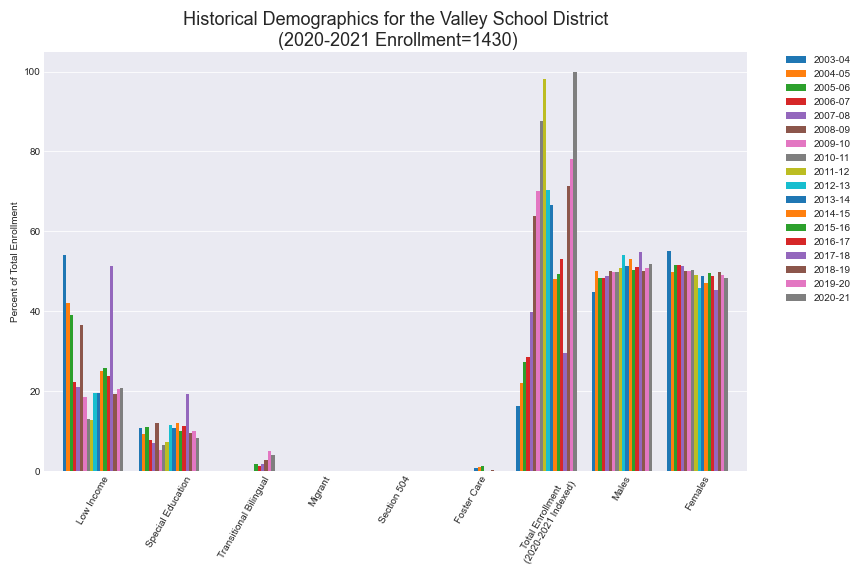 Historical Demographics for the Valley School District
(2020-2021 Enrollment=1430)
Percent of Total Enrollment
100
80
60
40
20
0
Low Income
Special Education
Transitional Bilingual
Migrant
Section 504
Foster Care
Total Enrollment
(2020-2021 Indexed)
Males
Females
2003-04
2004-05
2005-06
2006-07
2007-08
2008-09
2009-10
2010-11
2011-12
2012-13
2013-14
2014-15
2015-16
2016-17
2017-18
2018-19
2019-20
2020-21